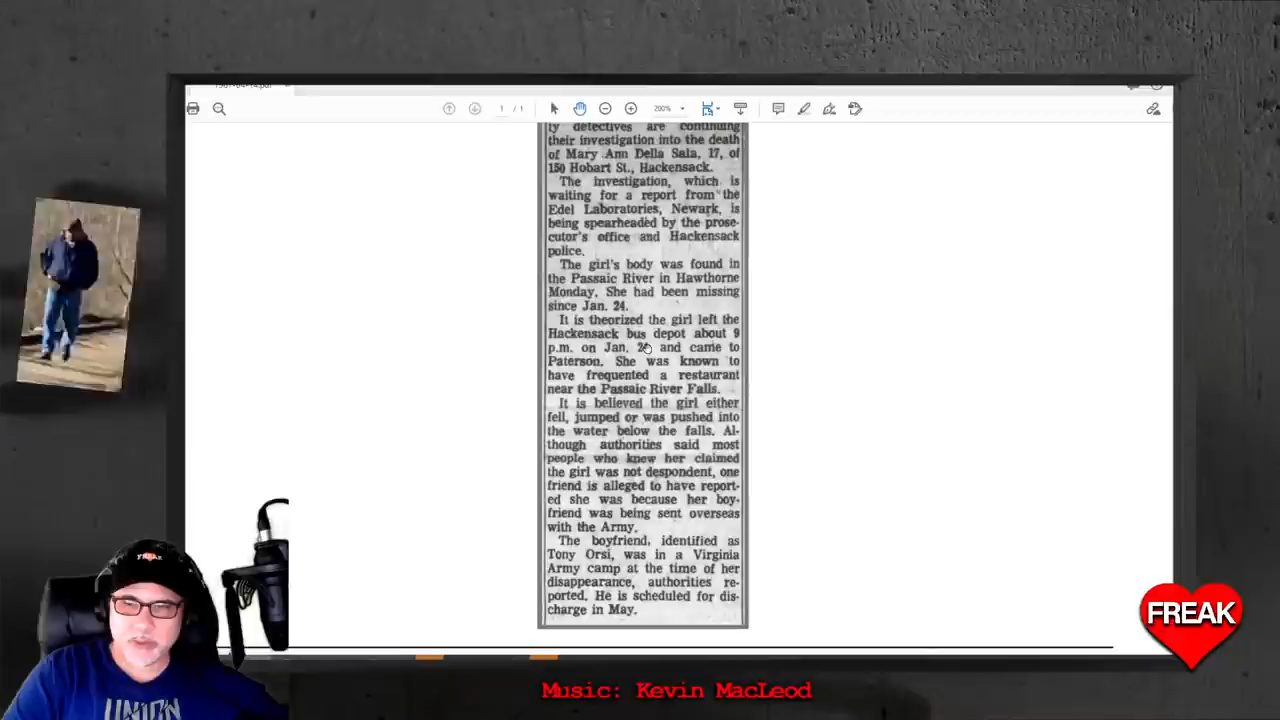 1 / 1
200%
ly detectives are continuing
their investigation into the death
of Mary Ann Della Sala, 17, of
150 Hobart St., Hackensack.
The investigation, which is
waiting for a report from the
Edel Laboratories, Newark, is
being spearheaded by the prose-
cutor's office and Hackensack
police.
The girl's body was found in
the Passaic River in Hawthorne
Monday. She had been missing
since Jan. 24.
It is theorized the girl left the
Hackensack bus depot about 9
p.m. on Jan. and came to
Paterson. She was known to
have frequented a restaurant
near the Passaic River Falls.
It is believed the girl either
fell, jumped or was pushed into
the water below the falls. Al-
though authorities said most
people who knew her claimed
the girl was not despondent, one
friend is alleged to have report-
ed she was because her boy-
friend was being sent overseas
with the Army.
The boyfriend, identified as
Tony Orsi, was in a Virginia
Army camp at the time of her
disappearance, authorities re-
ported. He is scheduled for dis-
charge in May.
FREAK
UNION
FREAK
Music: Kevin MacLeod